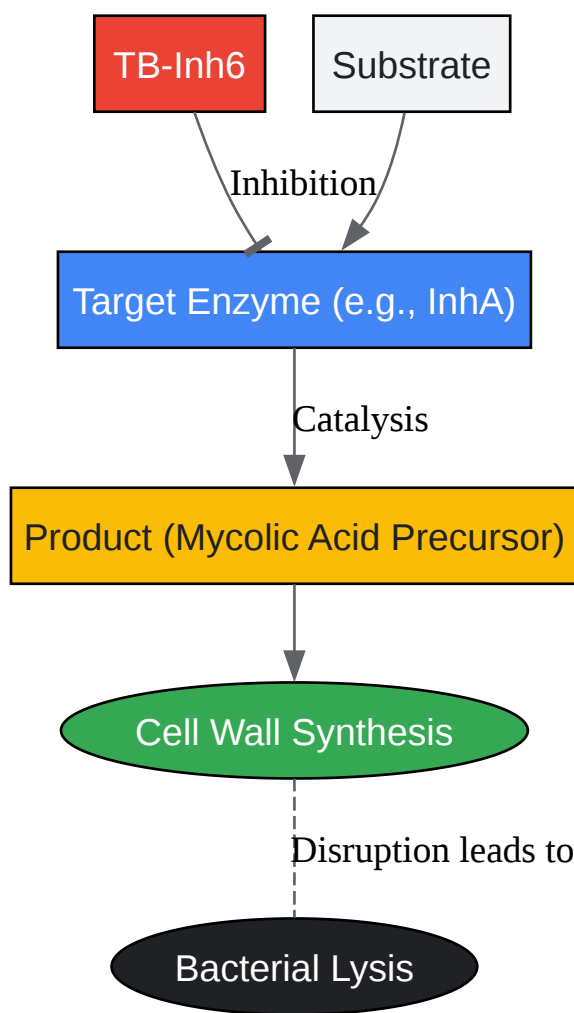 TB-Inh6
Substrate
Inhibition
Target Enzyme (e.g., InhA)
Catalysis
Product (Mycolic Acid Precursor)
Cell Wall Synthesis
Disruption leads to
Bacterial Lysis